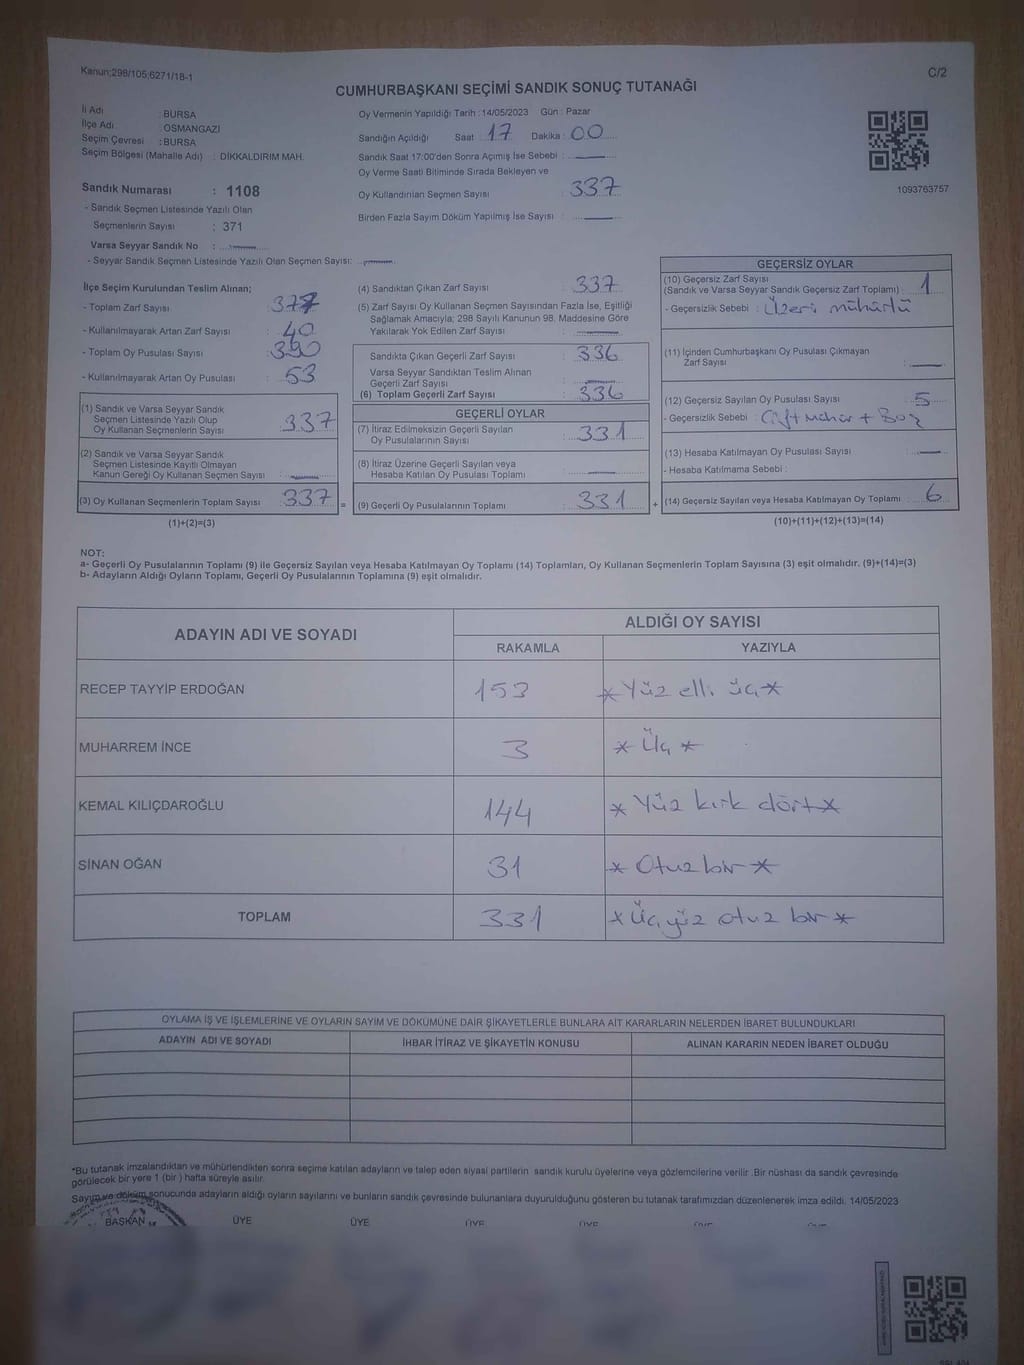 Kanun:298/105;6271/18-1
C/2
CUMHURBAŞKANI SEÇİMİ SANDIK SONUÇ TUTANAĞI
İl Adı : BURSA
İlçe Adı : OSMANGAZI
Seçim Çevresi : BURSA
Seçim Bölgesi (Mahalle Adı) : DİKKALDIRIM MAH.
Sandık Numarası : 1108
- Sandık Seçmen Listesinde Yazılı Olan
Seçmenlerin Sayısı : 371
Varsa Seyyar Sandık No :
- Seyyar Sandık Seçmen Listesinde Yazılı Olan Seçmen Sayısı:
Oy Vermenin Yapıldığı Tarih : 14/05/2023 Gün : Pazar
Sandığın Açıldığı Saat : 17 Dakika : 00
Sandık Saat 17:00'den Sonra Açımış İse Sebebi :
Oy Verme Saati Bitiminde Sırada Bekleyen ve
Oy Kullandırılan Seçmen Sayısı : 337
Birden Fazla Sayım Döküm Yapılmış İse Sayısı :
1093763757
İlçe Seçim Kurulundan Teslim Alınan;
- Toplam Zarf Sayısı : 377
- Kullanılmayarak Artan Zarf Sayısı : 40
- Toplam Oy Pusulası Sayısı : 390
- Kullanılmayarak Artan Oy Pusulası : 53
(1) Sandık ve Varsa Seyyar Sandık
Seçmen Listesinde Yazılı Olup
Oy Kullanan Seçmenlerin Sayısı : 337
(2) Sandık ve Varsa Seyyar Sandık
Seçmen Listesinde Kayıtlı Olmayan
Kanun Gereği Oy Kullanan Seçmen Sayısı :
(3) Oy Kullanan Seçmenlerin Toplam Sayısı : 337 =
(1)+(2)=(3)
(4) Sandıktan Çıkan Zarf Sayısı : 337
(5) Zarf Sayısı Oy Kullanan Seçmen Sayısından Fazla İse, Eşitliği
Sağlamak Amacıyla; 298 Sayılı Kanunun 98. Maddesine Göre
Yakılarak Yok Edilen Zarf Sayısı :
Sandıkta Çıkan Geçerli Zarf Sayısı : 336
Varsa Seyyar Sandıktan Teslim Alınan
Geçerli Zarf Sayısı :
(6) Toplam Geçerli Zarf Sayısı : 336
GEÇERLİ OYLAR
(7) İtiraz Edilmeksizin Geçerli Sayılan
Oy Pusulalarının Sayısı : 331
(8) İtiraz Üzerine Geçerli Sayılan veya
Hesaba Katılan Oy Pusulası Toplamı :
(9) Geçerli Oy Pusulalarının Toplamı : 331 +
GEÇERSİZ OYLAR
(10) Geçersiz Zarf Sayısı
(Sandık ve Varsa Seyyar Sandık Geçersiz Zarf Toplamı) : 1
- Geçersizlik Sebebi : Üzeri mühürlü
(11) İçinden Cumhurbaşkanı Oy Pusulası Çıkmayan
Zarf Sayısı :
(12) Geçersiz Sayılan Oy Pusulası Sayısı : 5
- Geçersizlik Sebebi : Çift mühür + Boş
(13) Hesaba Katılmayan Oy Pusulası Sayısı :
- Hesaba Katılmama Sebebi :
(14) Geçersiz Sayılan veya Hesaba Katılmayan Oy Toplamı : 6
(10)+(11)+(12)+(13)=(14)
NOT:
a- Geçerli Oy Pusulalarının Toplamı (9) ile Geçersiz Sayılan veya Hesaba Katılmayan Oy Toplamı (14) Toplamları, Oy Kullanan Seçmenlerin Toplam Sayısına (3) eşit olmalıdır. (9)+(14)=(3)
b- Adayların Aldığı Oyların Toplamı, Geçerli Oy Pusulalarının Toplamına (9) eşit olmalıdır.
ADAYIN ADI VE SOYADI
ALDIĞI OY SAYISI
RAKAMLA YAZIYLA
RECEP TAYYİP ERDOĞAN 153 *Yüz elli üç*
MUHARREM İNCE 3 *Üç*
KEMAL KILIÇDAROĞLU 144 *Yüz kırk dört*
SİNAN OĞAN 31 *Otuz bir*
TOPLAM 331 *Üç yüz otuz bir*
OYLAMA İŞ VE İŞLEMLERİNE VE OYLARIN SAYIM VE DÖKÜMÜNE DAİR ŞİKAYETLERLE BUNLARA AİT KARARLARIN NELERDEN İBARET BULUNDUKLARI
ADAYIN ADI VE SOYADI İHBAR İTİRAZ VE ŞİKAYETİN KONUSU ALINAN KARARIN NEDEN İBARET OLDUĞU
*Bu tutanak imzalandıktan ve mühürlendikten sonra seçime katılan adayların ve talep eden siyasi partilerin sandık kurulu üyelerine veya gözlemcilerine verilir .Bir nüshası da sandık çevresinde
görülecek bir yere 1 (bir ) hafta süreyle asılır.
Sayım ve döküm sonucunda adayların aldığı oyların sayılarını ve bunların sandık çevresinde bulunanlara duyurulduğunu gösteren bu tutanak tarafımızdan düzenlenerek imza edildi. 14/05/2023
BAŞKAN ÜYE ÜYE ÜYE ÜYE ÜYE